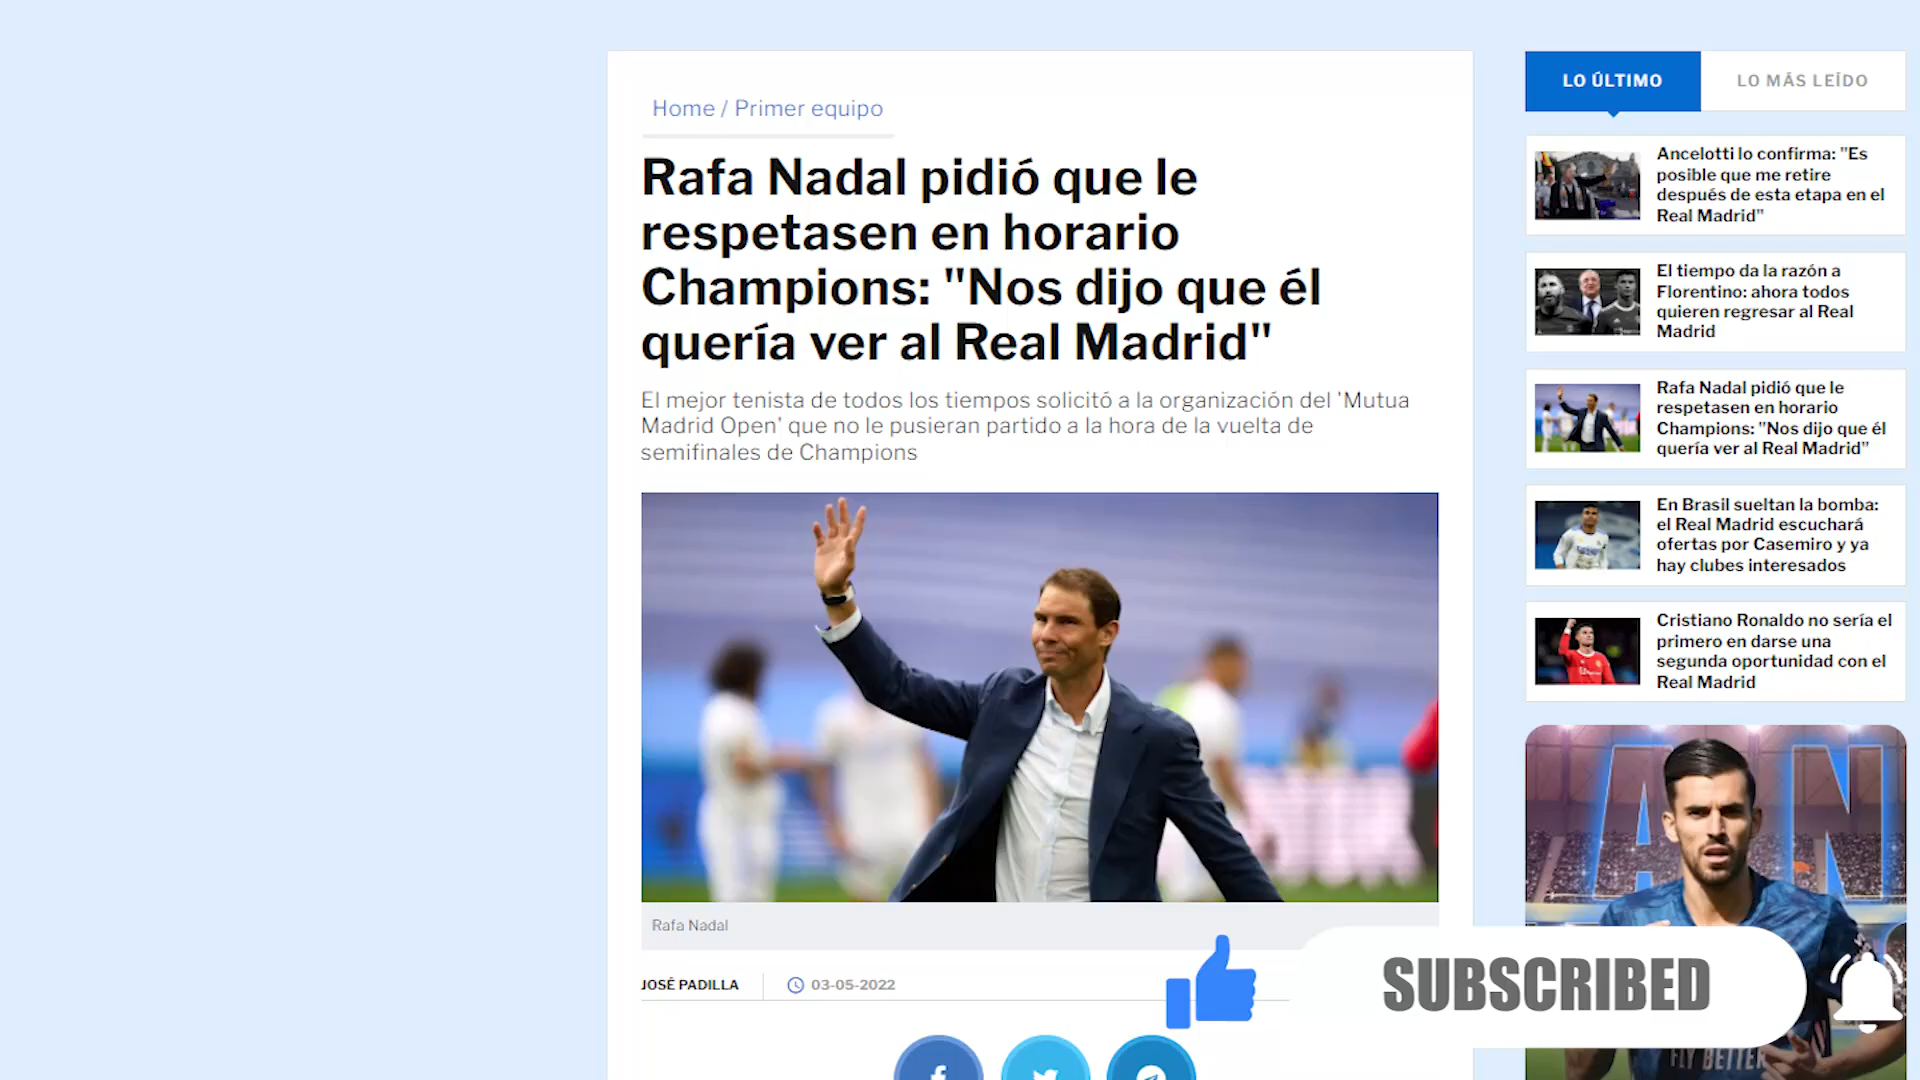 Home / Primer equipo
Rafa Nadal pidió que le
respetasen en horario
Champions: "Nos dijo que él
quería ver al Real Madrid"
El mejor tenista de todos los tiempos solicitó a la organización del 'Mutua
Madrid Open' que no le pusieran partido a la hora de la vuelta de
semifinales de Champions
Rafa Nadal
JOSÉ PADILLA
03-05-2022
LO ÚLTIMO
LO MÁS LEÍDO
Ancelotti lo confirma: "Es
posible que me retire
después de esta etapa en el
Real Madrid"
El tiempo da la razón a
Florentino: ahora todos
quieren regresar al Real
Madrid
Rafa Nadal pidió que le
respetasen en horario
Champions: "Nos dijo que él
quería ver al Real Madrid"
En Brasil sueltan la bomba:
el Real Madrid escuchará
ofertas por Casemiro y ya
hay clubes interesados
Cristiano Ronaldo no sería el
primero en darse una
segunda oportunidad con el
Real Madrid
AN
SUBSCRIBED
FLY BETTER